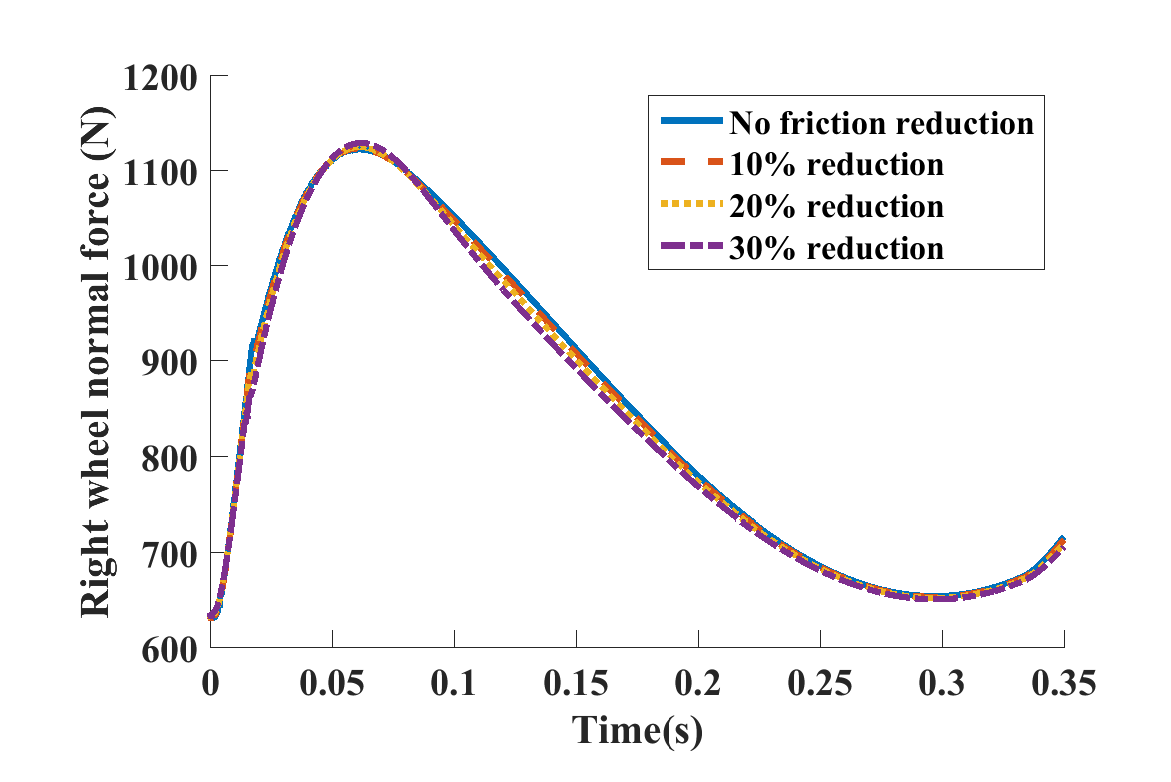 1200
1100
1000
900
800
700
600
Right wheel normal force (N)
No friction reduction
10% reduction
20% reduction
30% reduction
0 0.05 0.1 0.15 0.2 0.25 0.3 0.35
Time(s)